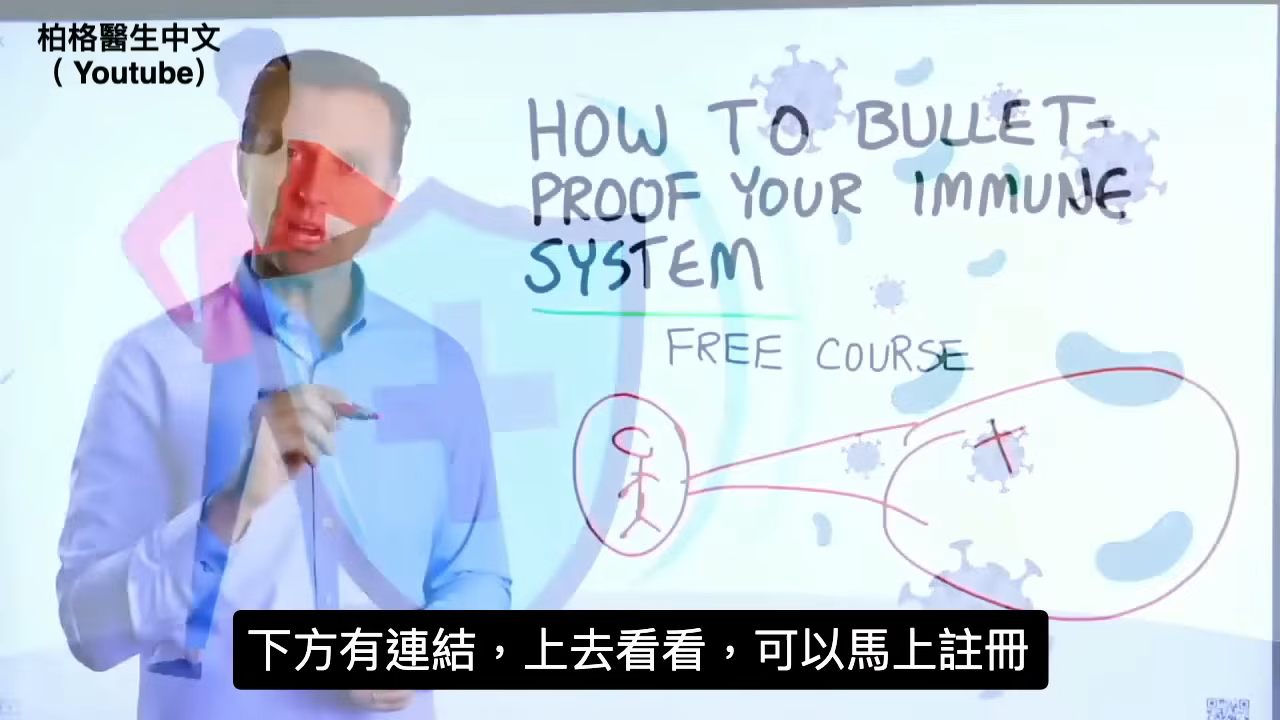 柏格醫生中文
（Youtube）
HOW TO BULLET-
PROOF YOUR IMMUNE
SYSTEM
FREE COURSE
下方有連結，上去看看，可以馬上註冊